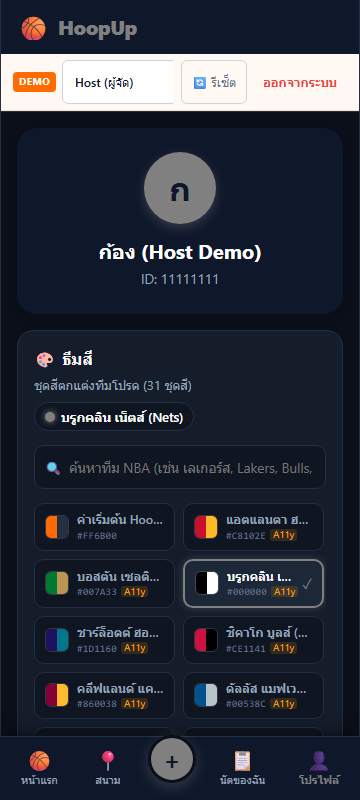 HoopUp
DEMO
Host (ผู้จัด)
รีเซ็ต
ออกจากระบบ
ก
ก้อง (Host Demo)
ID: 11111111
ธีมสี
ชุดสีตกแต่งทีมโปรด (31 ชุดสี)
บรูกคลิน เน็ตส์ (Nets)
ค้นหาทีม NBA (เช่น เลเกอร์ส, Lakers, Bulls,
ค่าเริ่มต้น Hoo...
#FF6B00
แอตแลนตา ฮ...
#C8102E A11y
บอสตัน เซลติ...
#007A33 A11y
บรูกคลิน เ...
#000000 A11y ✓
ชาร์ล็อตต์ ฮอ...
#1D1160 A11y
ชิคาโก บูลส์ (...
#CE1141 A11y
คลีฟแลนด์ แค...
#860038 A11y
ดัลลัส แมฟเว...
#00538C A11y
หน้าแรก
สนาม
+
นัดของฉัน
โปรไฟล์